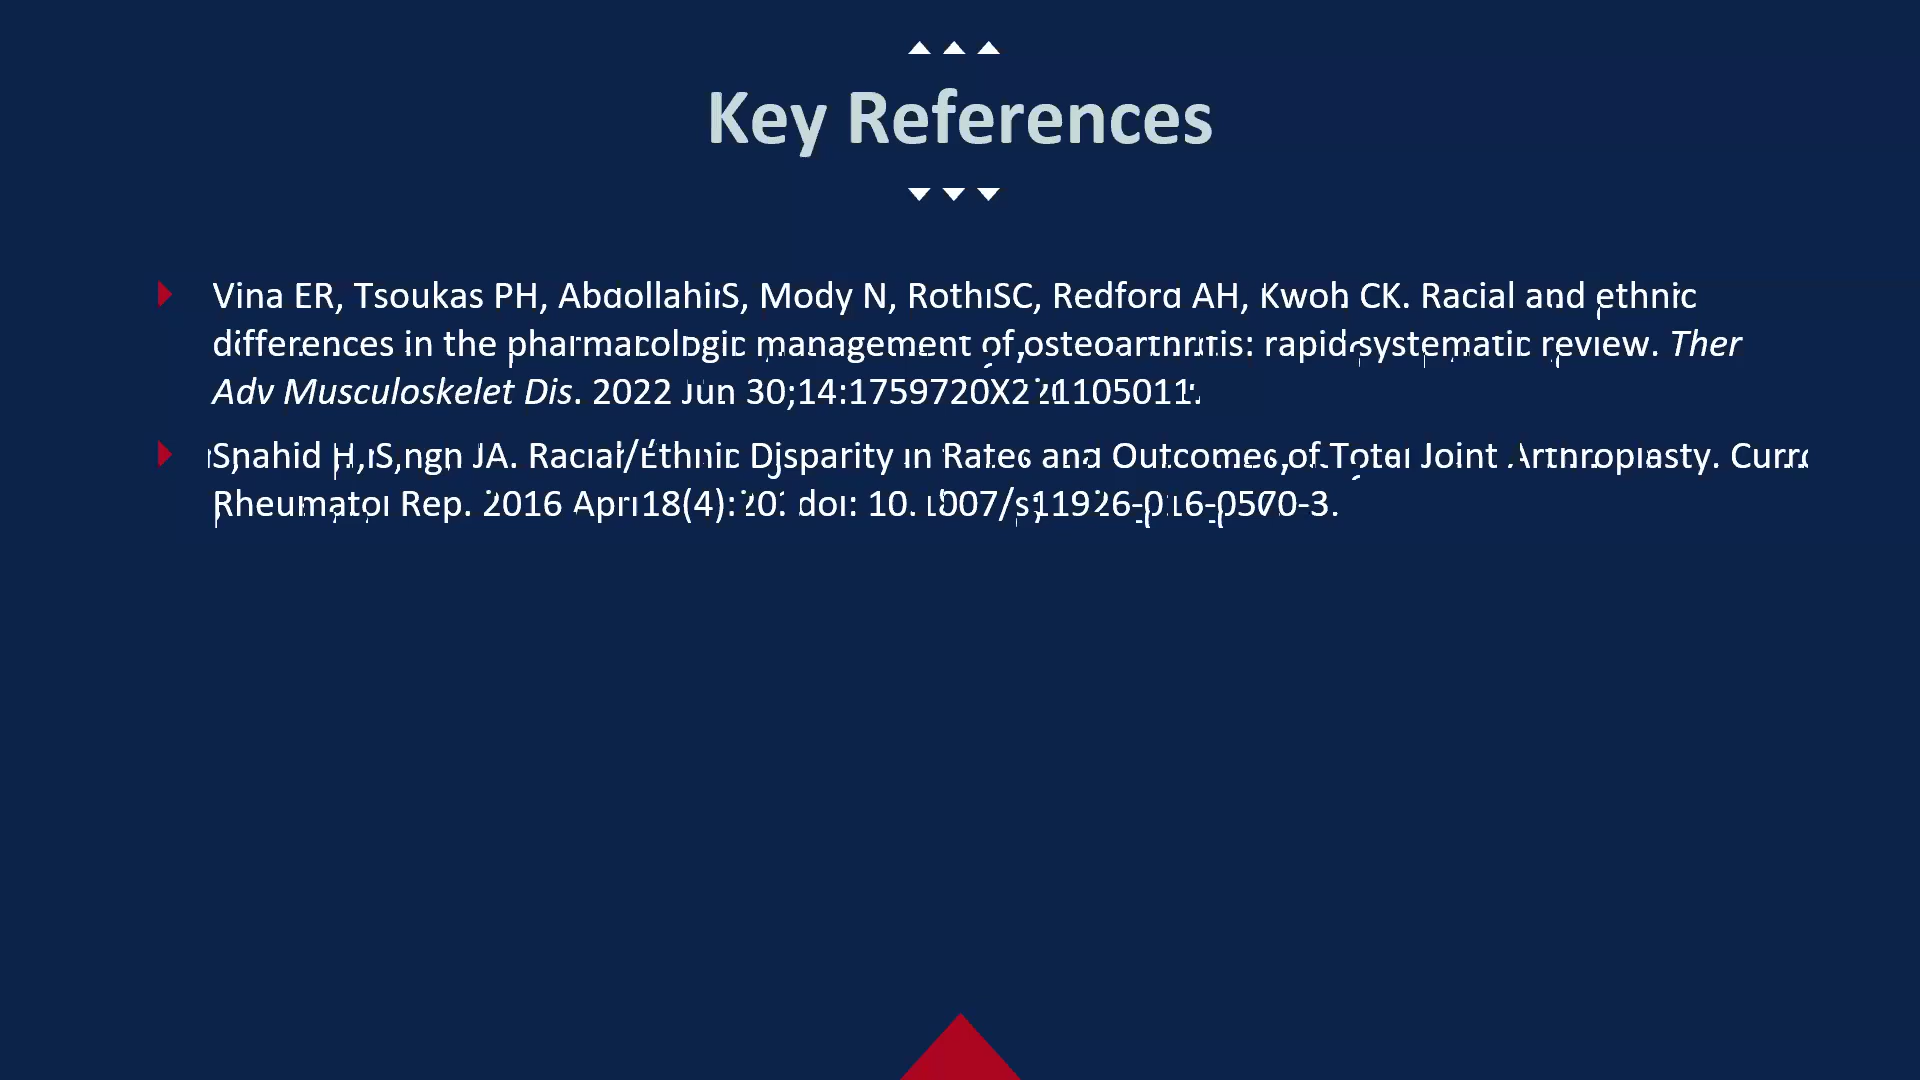 Key References
Vina ER, Tsoukas PH, Abdollahi S, Mody N, Roth SC, Redford AH, Kwoh CK. Racial and ethnic
differences in the pharmacologic management of osteoarthritis: rapid systematic review. Ther
Adv Musculoskelet Dis. 2022 Jun 30;14:1759720X221105011.
Shahid H, Singh JA. Racial/Ethnic Disparity in Rates and Outcomes of Total Joint Arthroplasty. Curr
Rheumatol Rep. 2016 Apr;18(4):20. doi: 10.1007/s11926-016-0570-3.